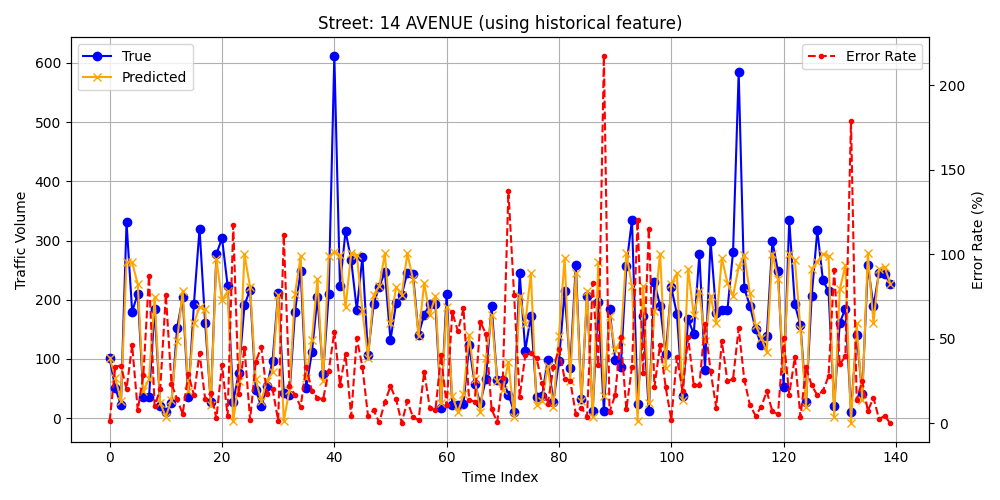 Street: 14 AVENUE (using historical feature)
True
Predicted
Error Rate
Traffic Volume
600
500
400
300
200
100
0
200
150
100
50
0
Error Rate (%)
0 20 40 60 80 100 120 140
Time Index